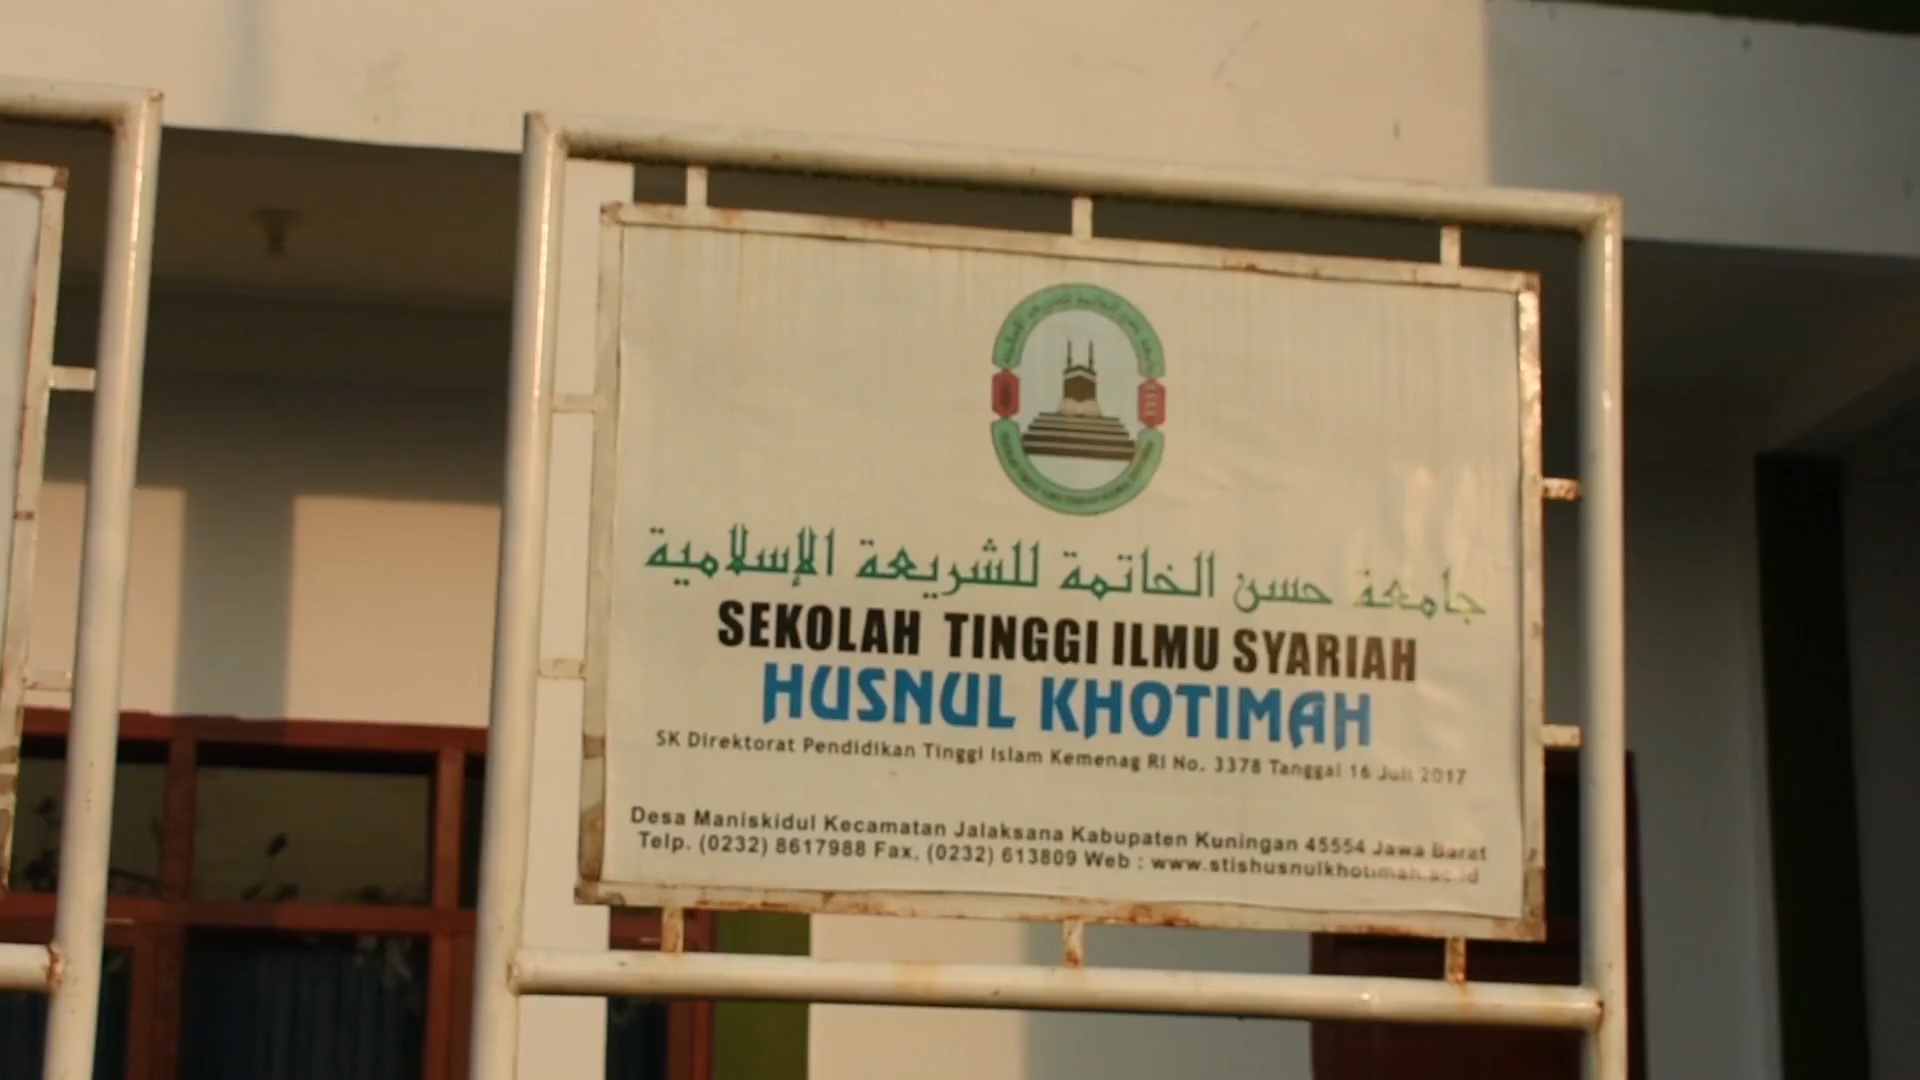 جامعة حسن الخاتمة للشريعة الإسلامية
SEKOLAH TINGGI ILMU SYARIAH
HUSNUL KHOTIMAH
SK Direktorat Pendidikan Tinggi Islam Kemenag RI No. 3378 Tanggal 16 Juli 2017
Desa Maniskidul Kecamatan Jalaksana Kabupaten Kuningan 45554 Jawa Barat
Telp. (0232) 8617988 Fax, (0232) 613809 Web : www.stishusnulkhotimah.ac.id